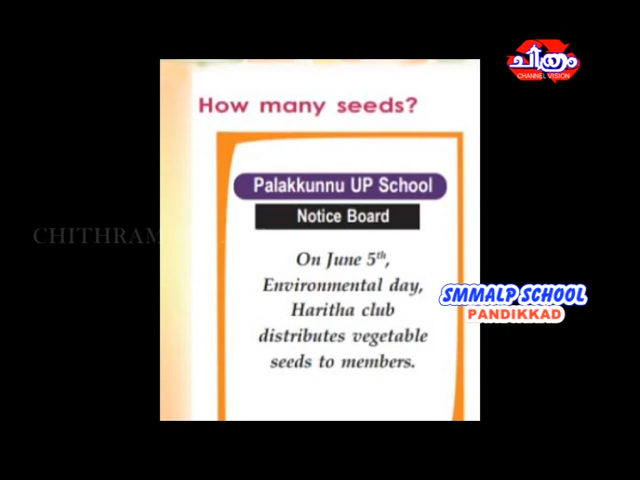 ചിത്രം
CHANNEL VISION
How many seeds?
Palakkunnu UP School
Notice Board
CHITHRAM
On June 5th,
Environmental day,
Haritha club
distributes vegetable
seeds to members.
SMMALP SCHOOL
PANDIKKAD